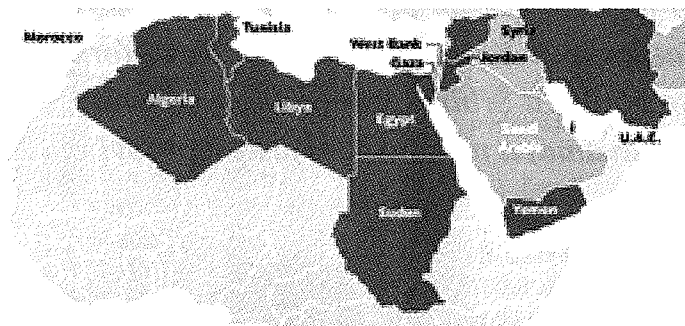 Morocco
Tunisia
Algeria
Libya
West Bank
Gaza
Egypt
Sudan
Syria
Jordan
Saudi
Arabia
U.A.E.
Yemen